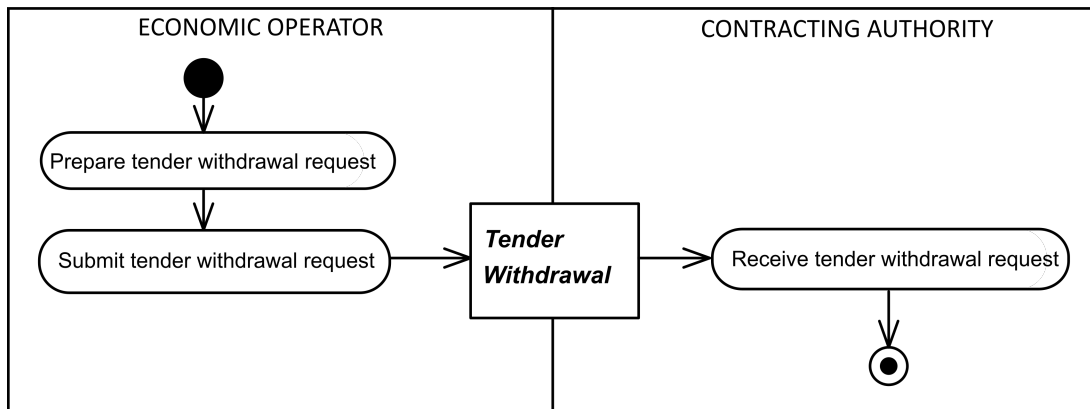 ECONOMIC OPERATOR
CONTRACTING AUTHORITY
Prepare tender withdrawal request
Submit tender withdrawal request
Tender
Withdrawal
Receive tender withdrawal request